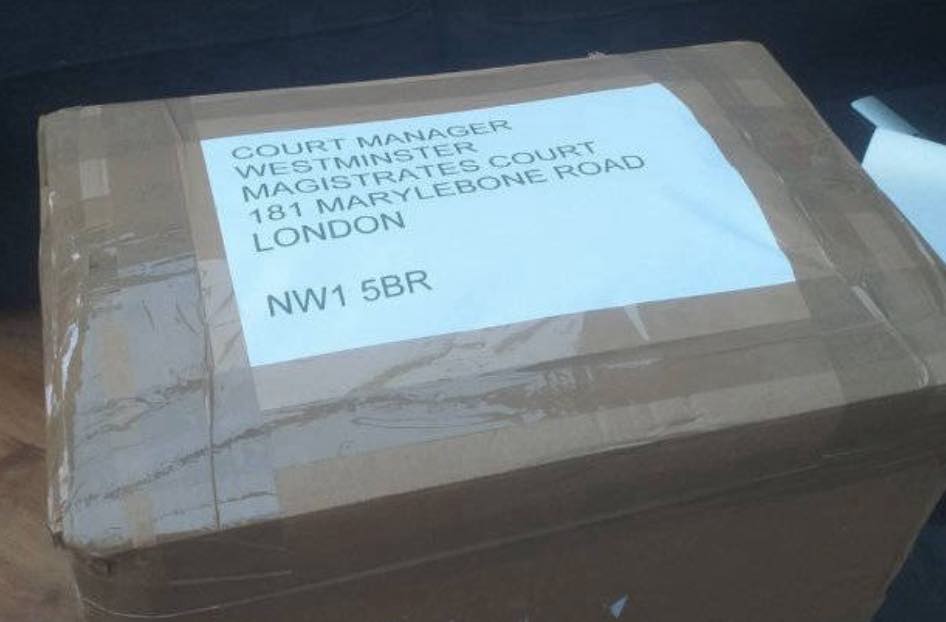 COURT MANAGER
WESTMINSTER
MAGISTRATES COURT
181 MARYLEBONE ROAD
LONDON
NW1 5BR